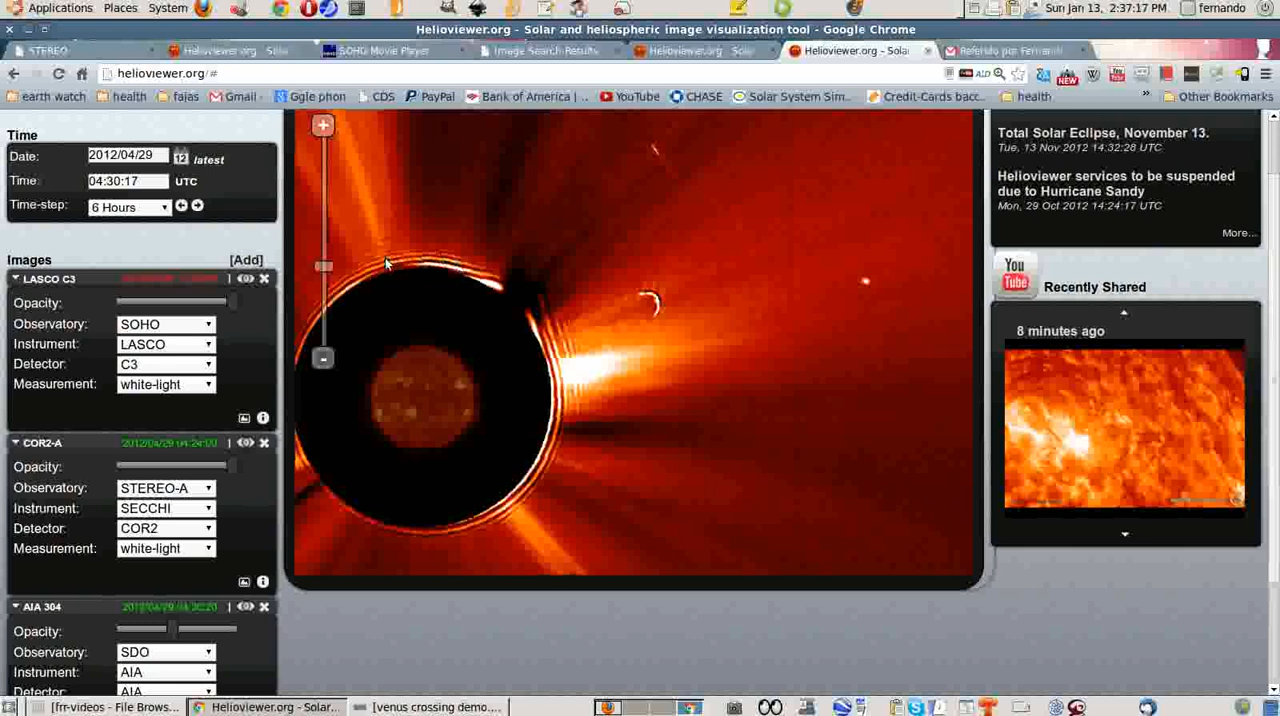 Applications Places System
Sun Jan 13, 2:37:17 PM
fernando
Helioviewer.org - Solar and heliospheric image visualization tool - Google Chrome
STEREO
Helioviewer.org - Sola
SOHO Movie Player
Image Search Results
Helioviewer.org - Sola
Helioviewer.org - Sola
Referido por Fernand
helioviewer.org/#
NEW
earth watch
health
fajas
Gmail
Ggle phon
CDS
PayPal
Bank of America | ...
YouTube
CHASE
Solar System Sim...
Credit-Cards bacc...
health
»
Other Bookmarks
Time
Date: 2012/04/29 12 latest
Time: 04:30:17 UTC
Time-step: 6 Hours
Images [Add]
LASCO C3
Opacity:
Observatory: SOHO
Instrument: LASCO
Detector: C3
Measurement: white-light
COR2-A 2012/04/29 04:24:00
Opacity:
Observatory: STEREO-A
Instrument: SECCHI
Detector: COR2
Measurement: white-light
AIA 304
Opacity:
Observatory: SDO
Instrument: AIA
Detector: AIA
+
-
Total Solar Eclipse, November 13.
Tue, 13 Nov 2012 14:32:28 UTC
Helioviewer services to be suspended
due to Hurricane Sandy
Mon, 29 Oct 2012 14:24:17 UTC
More...
You
Tube
Recently Shared
8 minutes ago
[frr-videos - File Brows...
Helioviewer.org - Solar...
[venus crossing demo....